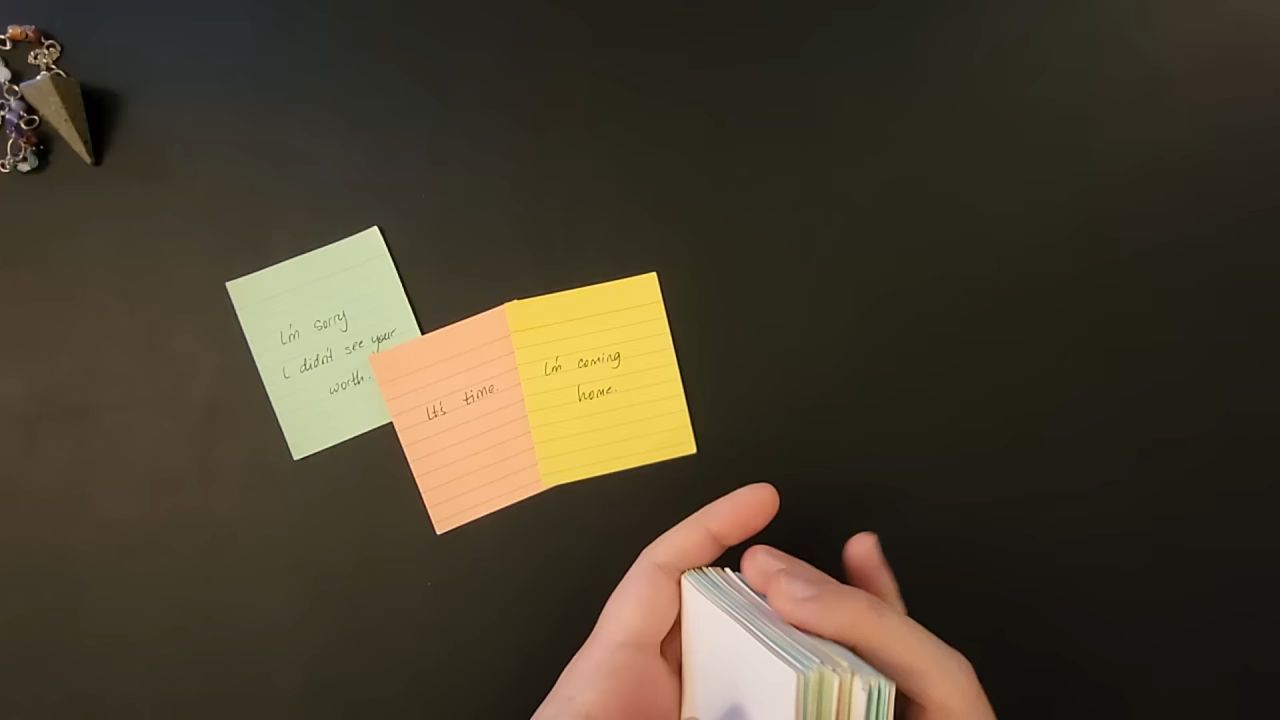 I'm sorry
I didn't see your
worth.
It's time.
I'm coming
home.